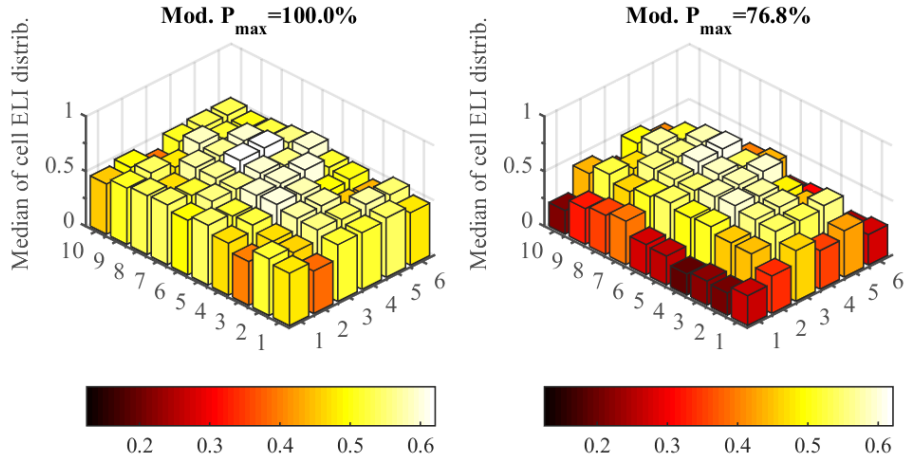 Mod. P_max=100.0%
Median of cell ELI distrib.
1
0.5
0
10 9 8 7 6 5 4 3 2 1
1 2 3 4 5 6
0.2 0.3 0.4 0.5 0.6
Mod. P_max=76.8%
Median of cell ELI distrib.
1
0.5
0
10 9 8 7 6 5 4 3 2 1
1 2 3 4 5 6
0.2 0.3 0.4 0.5 0.6